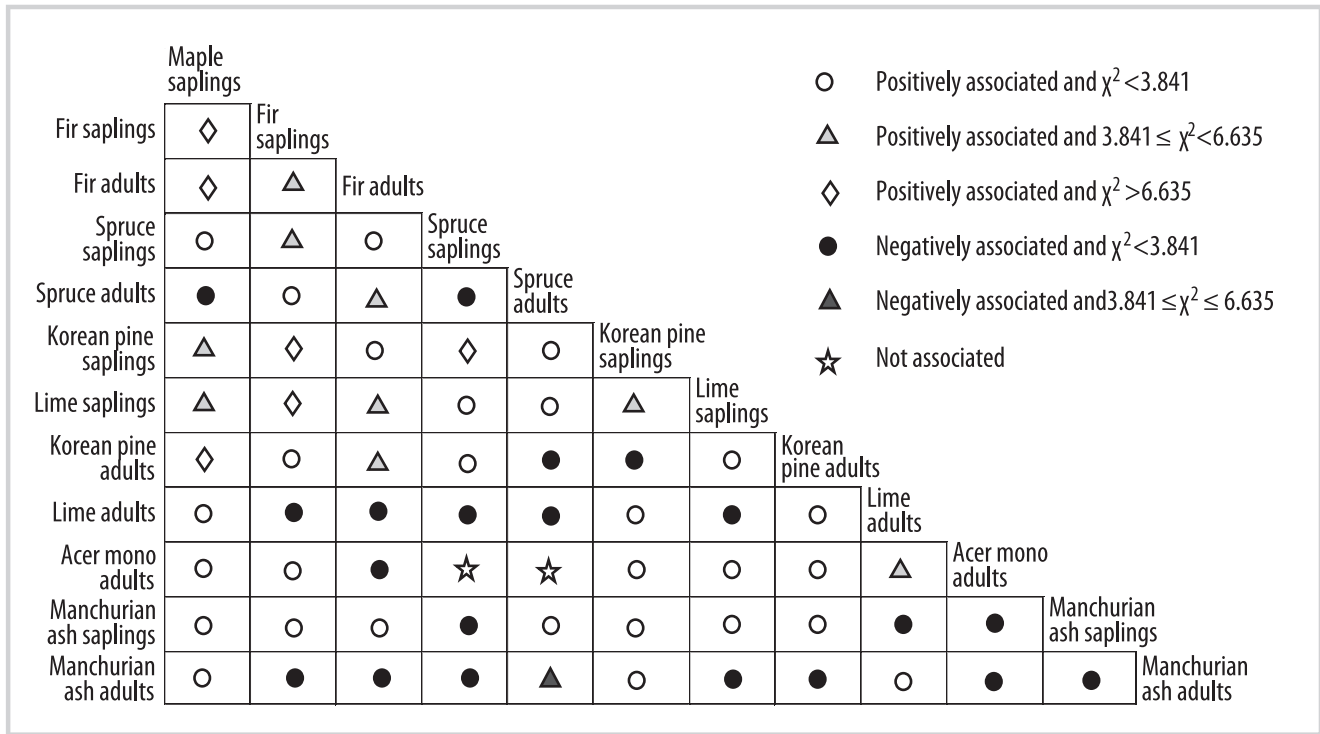 Maple
saplings
Positively associated and χ²<3.841
Fir saplings
Fir
saplings
Positively associated and 3.841 ≤ χ²<6.635
Fir adults
Fir adults
Positively associated and χ²>6.635
Spruce
saplings
Spruce
saplings
Negatively associated and χ²<3.841
Spruce adults
Spruce
adults
Negatively associated and3.841 ≤χ²≤ 6.635
Korean pine
saplings
Korean pine
saplings
Not associated
Lime saplings
Lime
saplings
Korean pine
adults
Korean
pine adults
Lime adults
Lime
adults
Acer mono
adults
Acer mono
adults
Manchurian
ash saplings
Manchurian
ash saplings
Manchurian
ash adults
Manchurian
ash adults